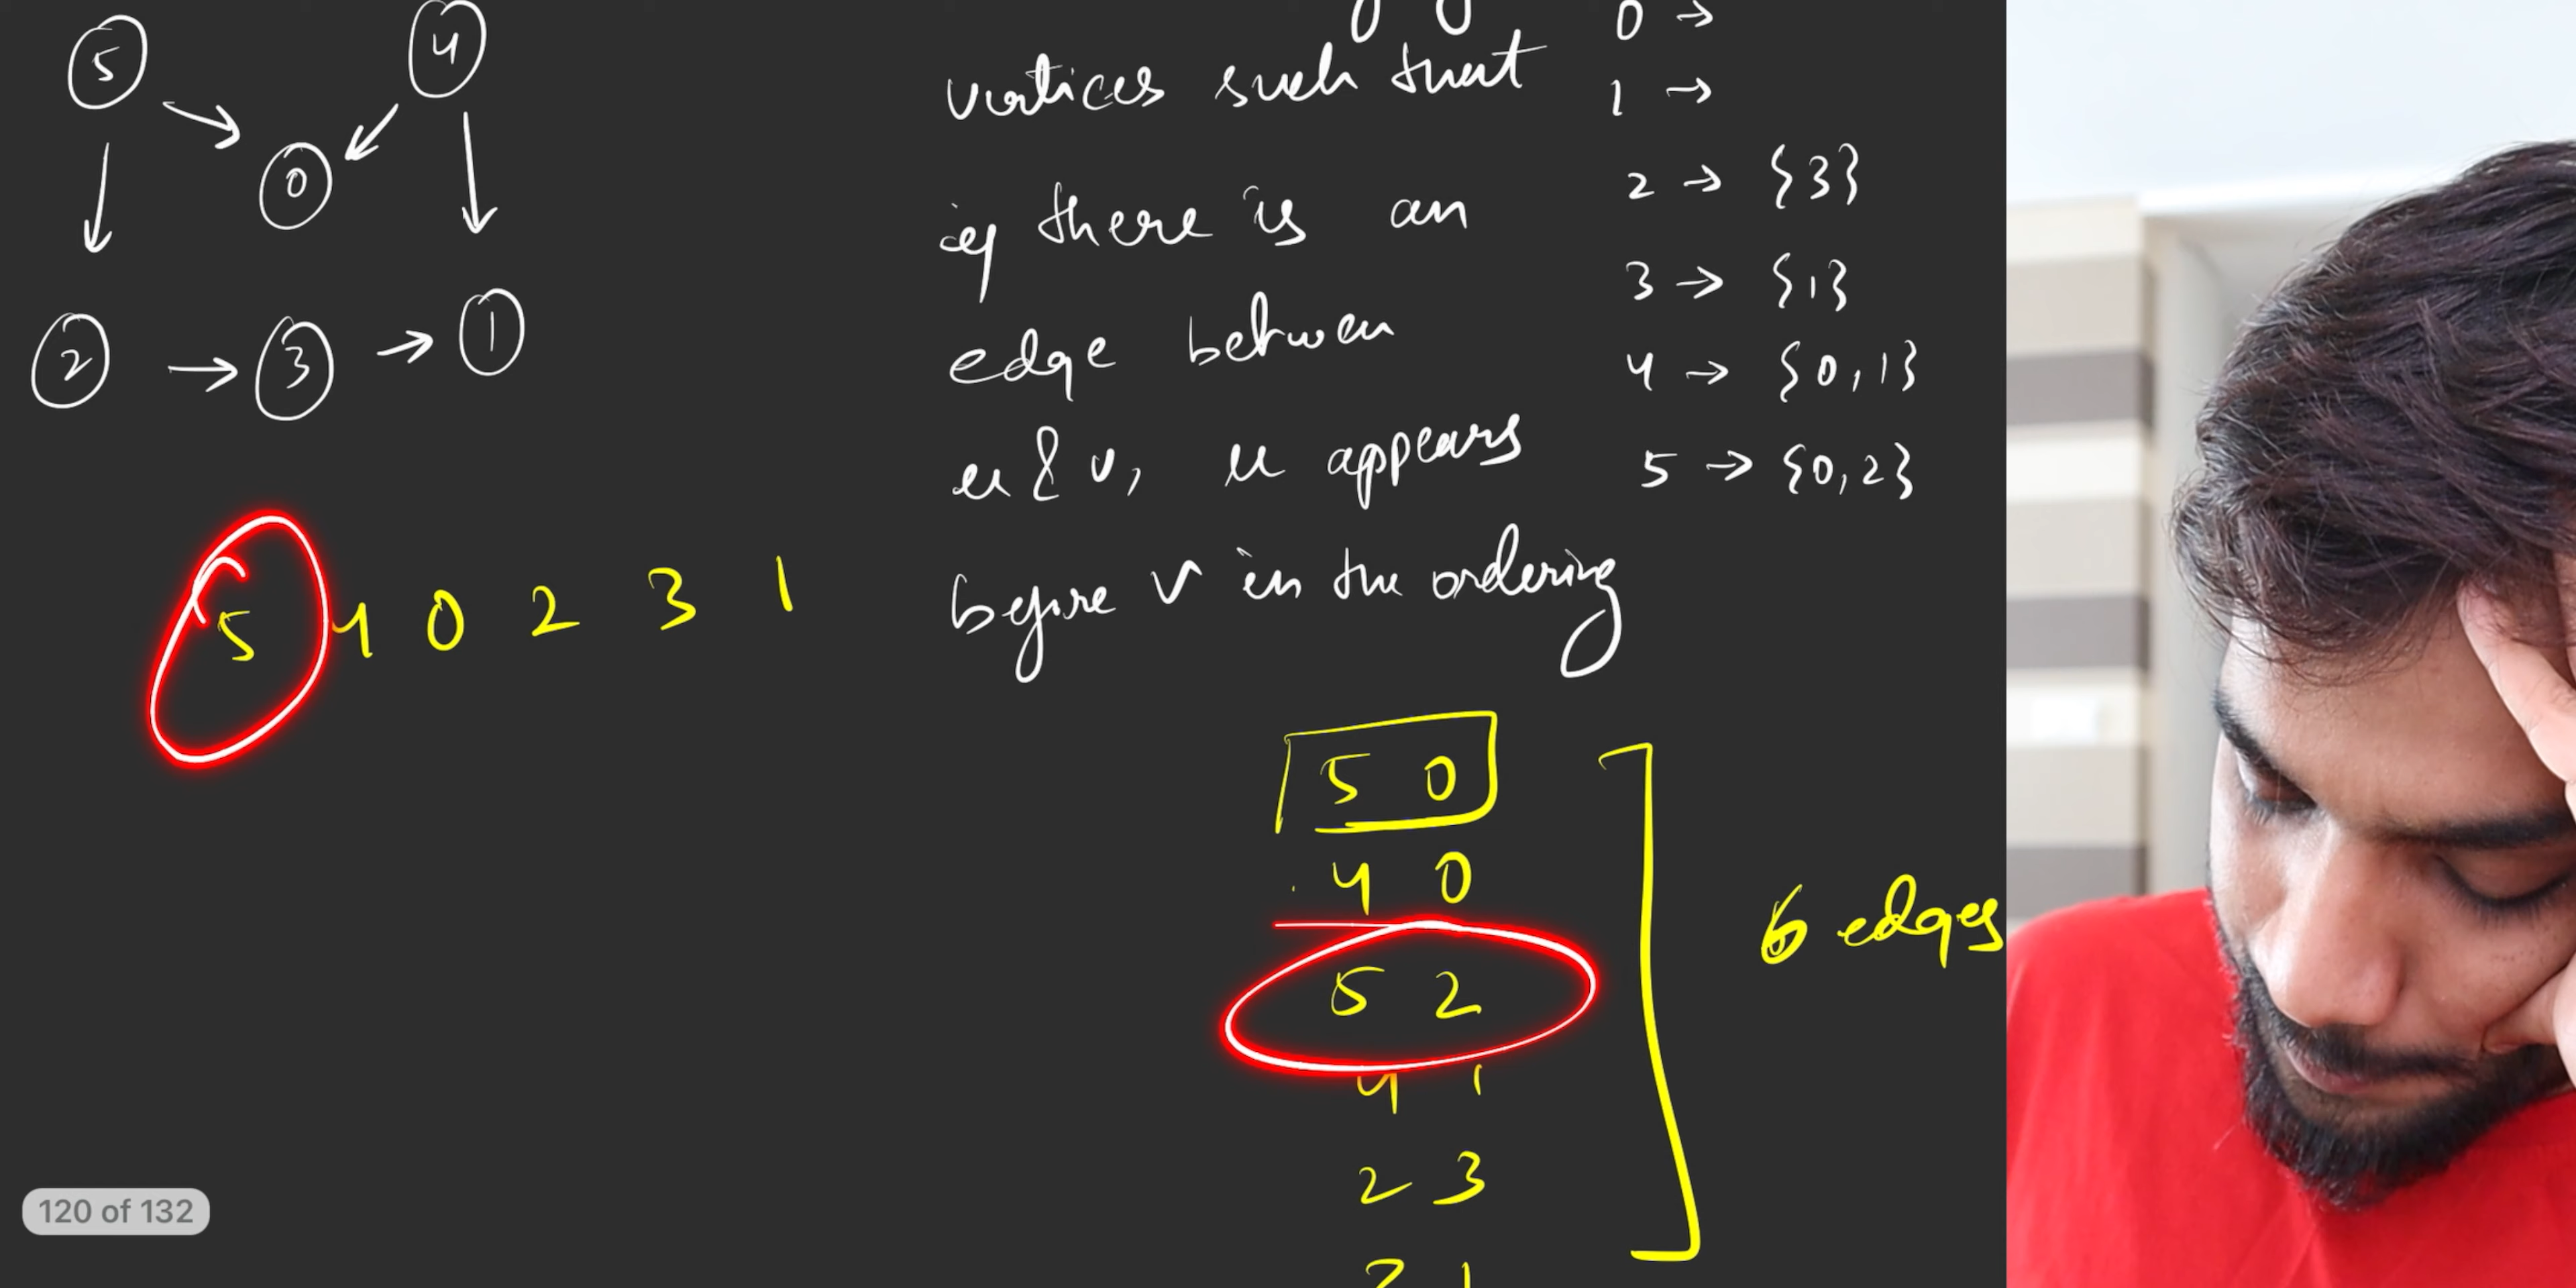 5 4
0
2 → 3 → 1
5 4 0 2 3 1
vertices such that
if there is an
edge between
u & v, u appears
before v in the ordering
0 →
1 →
2 → {3}
3 → {1}
4 → {0,1}
5 → {0,2}
5 0
4 0
5 2
4 1
2 3
6 edges
120 of 132